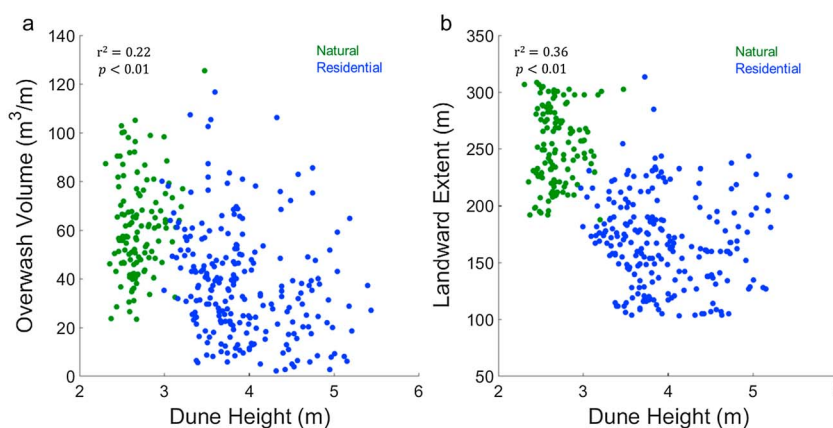 a
r² = 0.22
p < 0.01
Natural
Residential
Overwash Volume (m³/m)
140
120
100
80
60
40
20
0
2 3 4 5 6
Dune Height (m)
b
r² = 0.36
p < 0.01
Natural
Residential
Landward Extent (m)
350
300
250
200
150
100
50
2 3 4 5
Dune Height (m)